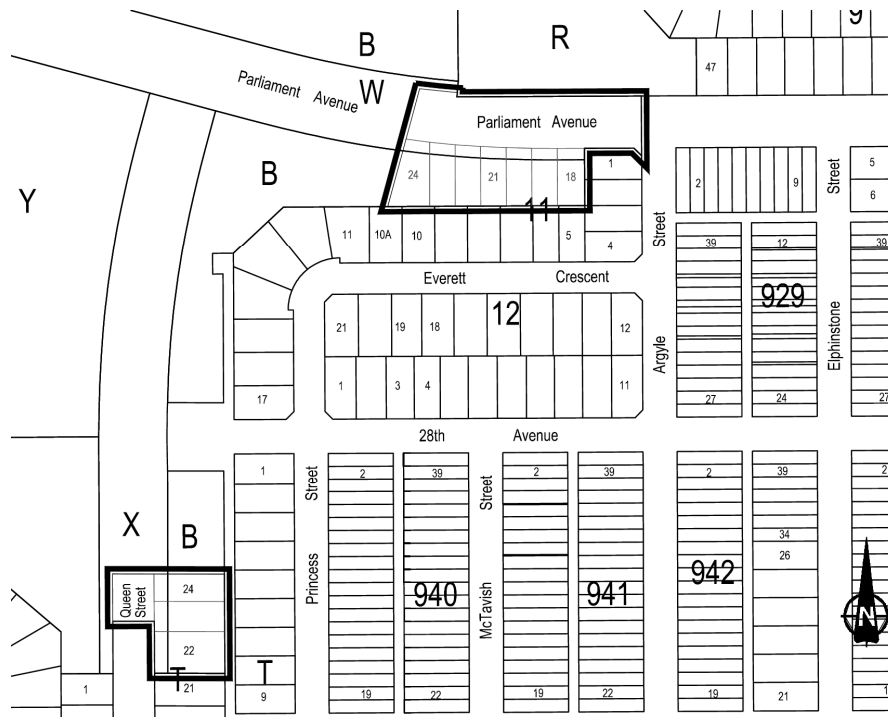 9
B
R
47
W
Parliament Avenue
Parliament Avenue
B
Y
24
21
18
1
2
9
Street
5
6
11
11
10A
10
5
4
Street
39
12
39
Everett Crescent
12
929
21
19
18
12
Argyle
Elphinstone
1
3
4
11
17
27
24
27
28th Avenue
1
Street
2
39
Street
2
39
2
39
2
X
B
34
26
24
Queen
Street
Princess
940
McTavish
941
942
N
22
T
T
21
1
9
19
22
19
22
19
21
1